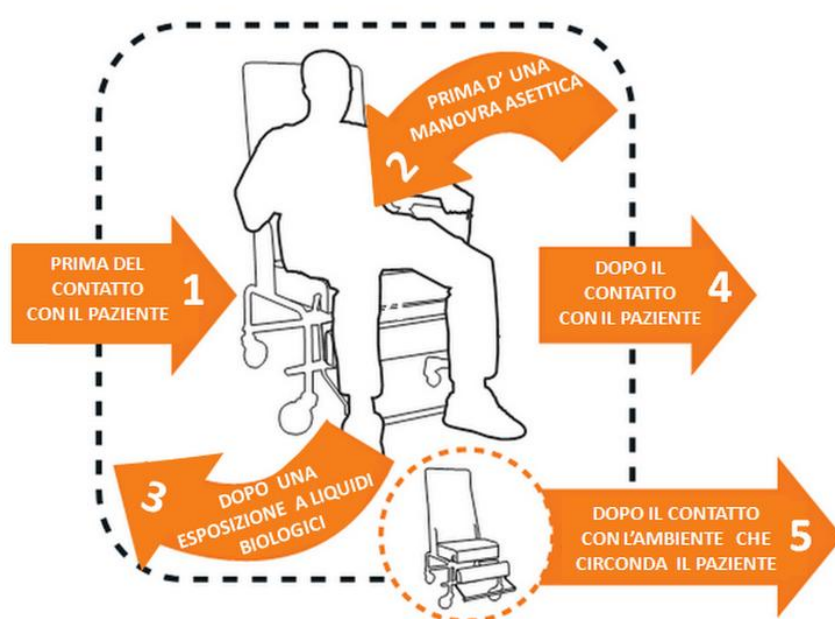 PRIMA DEL
CONTATTO
CON IL PAZIENTE
1
PRIMA D' UNA
MANOVRA ASETTICA
2
DOPO UNA
ESPOSIZIONE A LIQUIDI
BIOLOGICI
3
DOPO IL
CONTATTO
CON IL PAZIENTE
4
DOPO IL CONTATTO
CON L'AMBIENTE CHE
CIRCONDA IL PAZIENTE
5